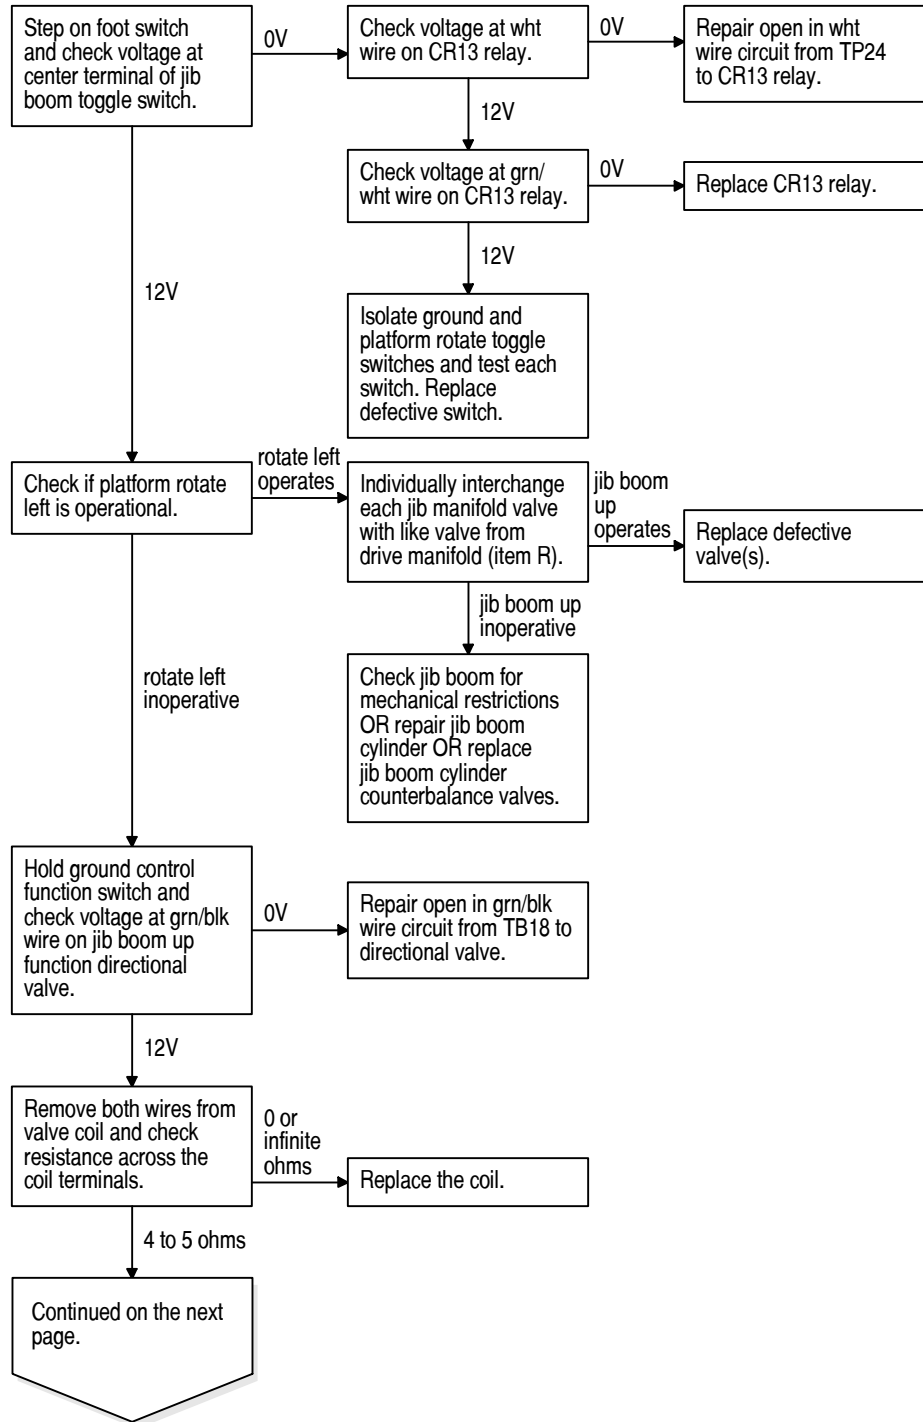 Step on foot switch
and check voltage at
center terminal of jib
boom toggle switch.
0V
Check voltage at wht
wire on CR13 relay.
0V
Repair open in wht
wire circuit from TP24
to CR13 relay.
12V
Check voltage at grn/
wht wire on CR13 relay.
0V
Replace CR13 relay.
12V
Isolate ground and
platform rotate toggle
switches and test each
switch. Replace
defective switch.
12V
Check if platform rotate
left is operational.
rotate left
operates
Individually interchange
each jib manifold valve
with like valve from
drive manifold (item R).
jib boom
up
operates
Replace defective
valve(s).
jib boom up
inoperative
Check jib boom for
mechanical restrictions
OR repair jib boom
cylinder OR replace
jib boom cylinder
counterbalance valves.
rotate left
inoperative
Hold ground control
function switch and
check voltage at grn/blk
wire on jib boom up
function directional
valve.
0V
Repair open in grn/blk
wire circuit from TB18 to
directional valve.
12V
Remove both wires from
valve coil and check
resistance across the
coil terminals.
0 or
infinite
ohms
Replace the coil.
4 to 5 ohms
Continued on the next
page.